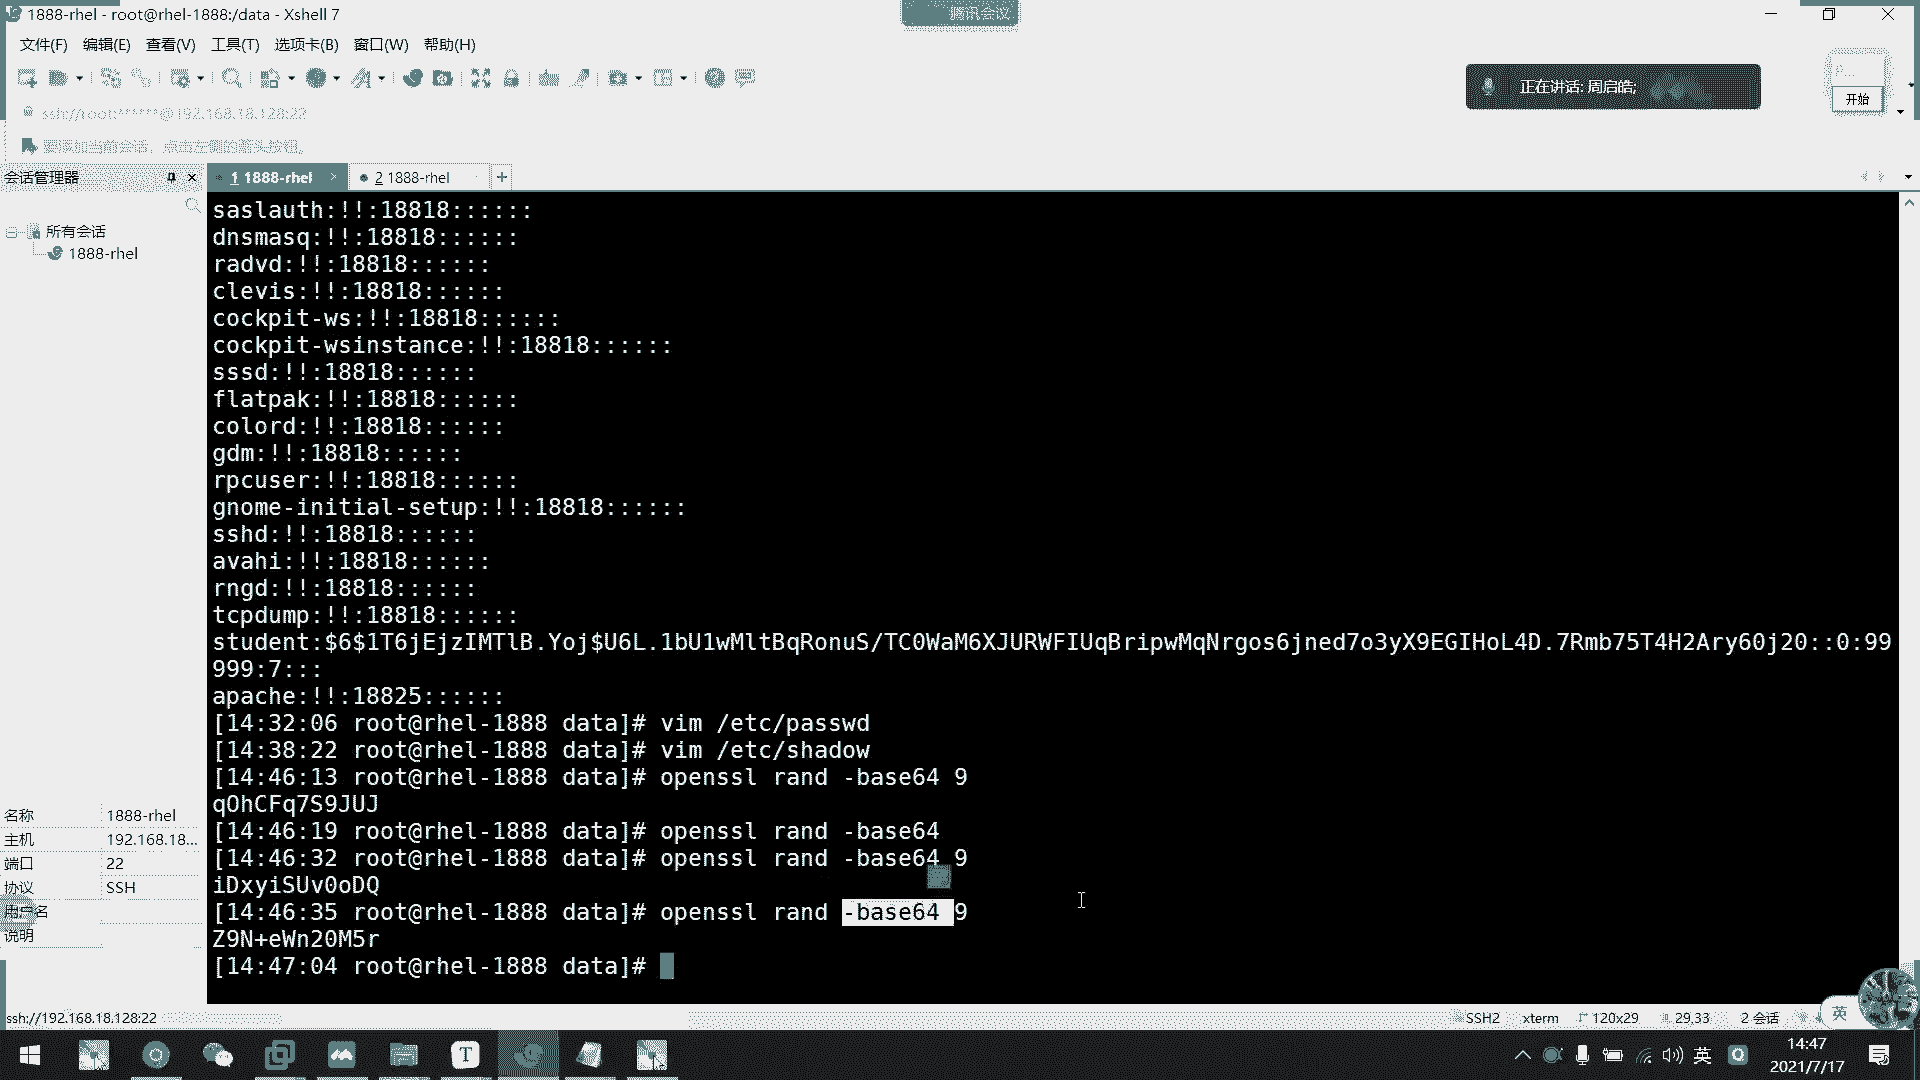 1888-rhel - root@rhel-1888:/data - Xshell 7
腾讯会议
文件(F) 编辑(E) 查看(V) 工具(T) 选项卡(B) 窗口(W) 帮助(H)
正在讲话: 周启皓;
开始
ssh://root:******@192.168.18.128:22
要添加当前会话，点击左侧的箭头按钮。
会话管理器
1 1888-rhel
2 1888-rhel
所有会话
1888-rhel
saslauth:!!:18818::::::
dnsmasq:!!:18818::::::
radvd:!!:18818::::::
clevis:!!:18818::::::
cockpit-ws:!!:18818::::::
cockpit-wsinstance:!!:18818::::::
sssd:!!:18818::::::
flatpak:!!:18818::::::
colord:!!:18818::::::
gdm:!!:18818::::::
rpcuser:!!:18818::::::
gnome-initial-setup:!!:18818::::::
sshd:!!:18818::::::
avahi:!!:18818::::::
rngd:!!:18818::::::
tcpdump:!!:18818::::::
student:$6$1T6jEjzIMTlB.Yoj$U6L.1bU1wMltBqRonuS/TC0WaM6XJURWFIUqBripwMqNrgos6jned7o3yX9EGIHoL4D.7Rmb75T4H2Ary60j20::0:99
999:7:::
apache:!!:18825::::::
[14:32:06 root@rhel-1888 data]# vim /etc/passwd
[14:38:22 root@rhel-1888 data]# vim /etc/shadow
[14:46:13 root@rhel-1888 data]# openssl rand -base64 9
qOhCFq7S9JUJ
[14:46:19 root@rhel-1888 data]# openssl rand -base64
[14:46:32 root@rhel-1888 data]# openssl rand -base64 9
iDxyiSUv0oDQ
[14:46:35 root@rhel-1888 data]# openssl rand -base64 9
Z9N+eWn20M5r
[14:47:04 root@rhel-1888 data]#
名称 1888-rhel
主机 192.168.18...
端口 22
协议 SSH
用户名
说明
ssh://192.168.18.128:22
SSH2 xterm 120x29 29,33 2 会话
英
英
14:47
2021/7/17